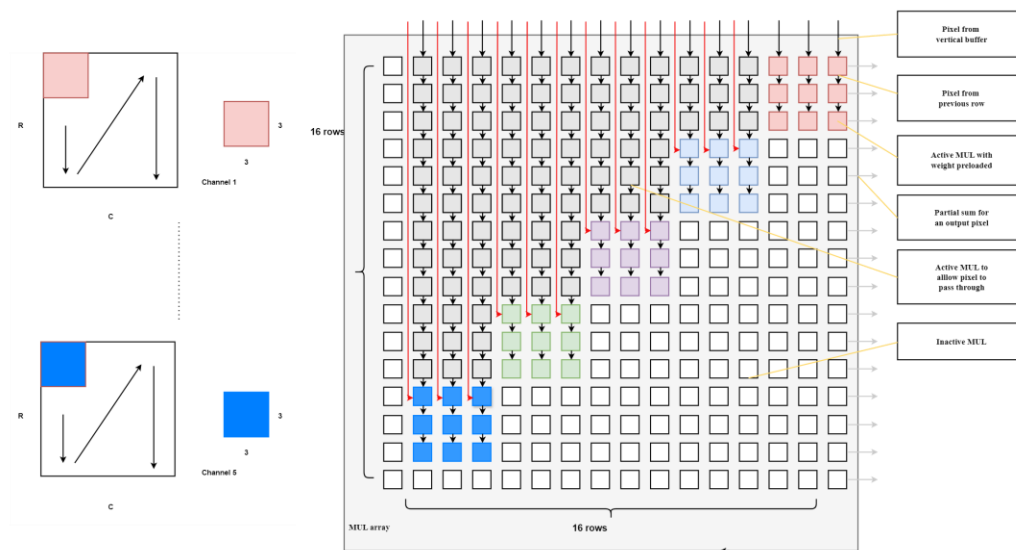 R
3
3
Channel 1
C
R
3
3
Channel 5
C
16 rows
MUL array
16 rows
Pixel from
vertical buffer
Pixel from
previous row
Active MUL with
weight preloaded
Partial sum for
an output pixel
Active MUL to
alllow pixel to
pass through
Inactive MUL